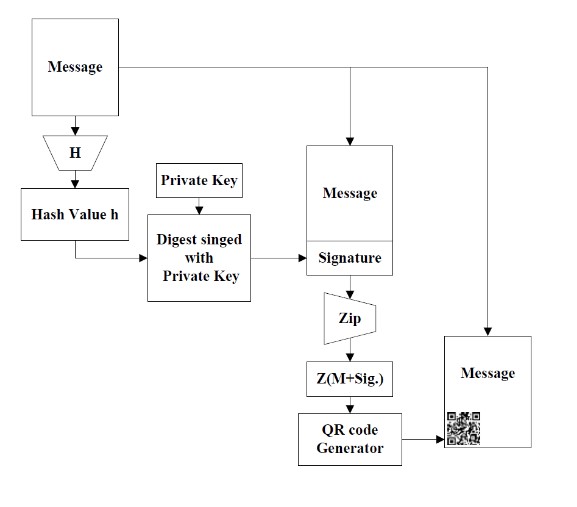 Message
H
Hash Value h
Private Key
Digest singed
with
Private Key
Message
Signature
Zip
Z(M+Sig.)
QR code
Generator
Message